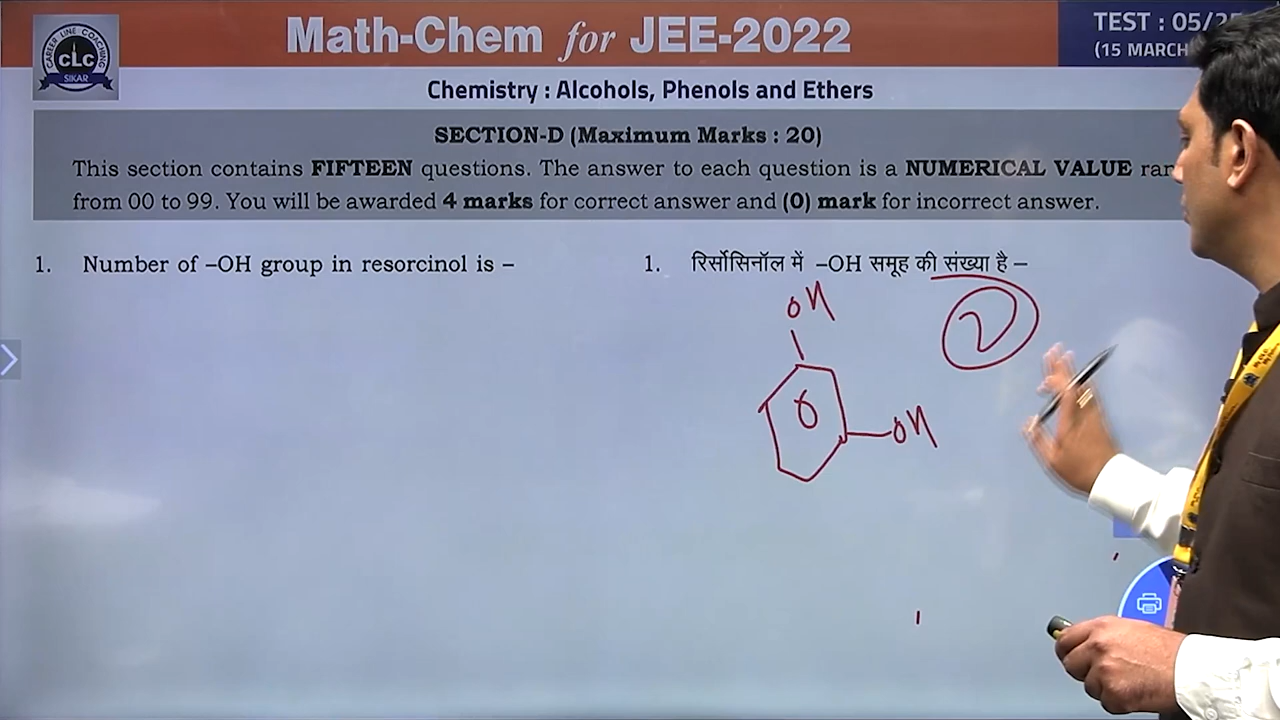 CAREER LINE COACHING
CLC
SIKAR
Math-Chem for JEE-2022
TEST : 05/25
(15 MARCH
Chemistry : Alcohols, Phenols and Ethers
SECTION-D (Maximum Marks : 20)
This section contains FIFTEEN questions. The answer to each question is a NUMERICAL VALUE ran
from 00 to 99. You will be awarded 4 marks for correct answer and (0) mark for incorrect answer.
1. Number of –OH group in resorcinol is –
1. रिर्सोसिनॉल में –OH समूह की संख्या है –
OH
2
OH